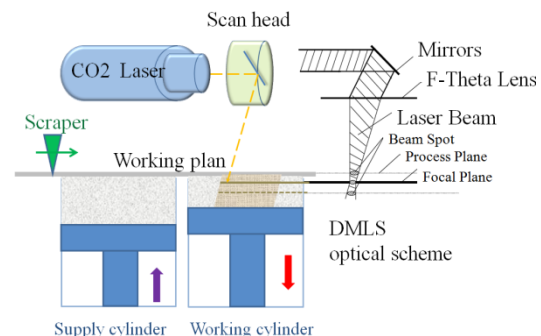 Scan head
CO2 Laser
Mirrors
F-Theta Lens
Laser Beam
Scraper
Beam Spot
Working plan
Process Plane
Focal Plane
DMLS
optical scheme
Supply cylinder
Working cylinder